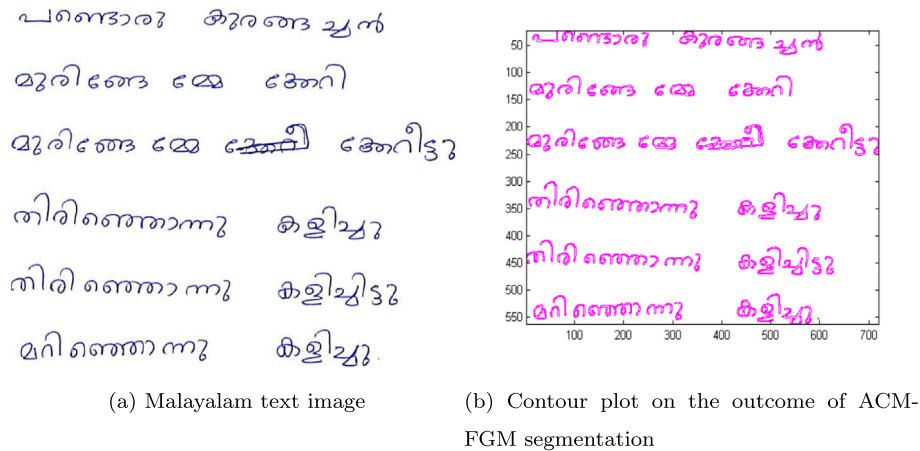 പണ്ടൊരു കുരങ്ങച്ചൻ
മുരിങ്ങേമ്മേ ക്കേറി
മുരിങ്ങേമ്മേ ക്കേറീട്ടു
തിരിഞ്ഞൊന്നു കളിച്ചു
തിരിഞ്ഞൊന്നു കളിച്ചിട്ടു
മറിഞ്ഞൊന്നു കളിച്ചു.
(a) Malayalam text image
പണ്ടൊരു കുരങ്ങച്ചൻ
മുരിങ്ങേമ്മേ ക്കേറി
മുരിങ്ങേമ്മേ ക്കേറീട്ടു
തിരിഞ്ഞൊന്നു കളിച്ചു
തിരിഞ്ഞൊന്നു കളിച്ചിട്ടു
മറിഞ്ഞൊന്നു കളിച്ചു
50
100
150
200
250
300
350
400
450
500
550
100 200 300 400 500 600 700
(b) Contour plot on the outcome of ACM-
FGM segmentation